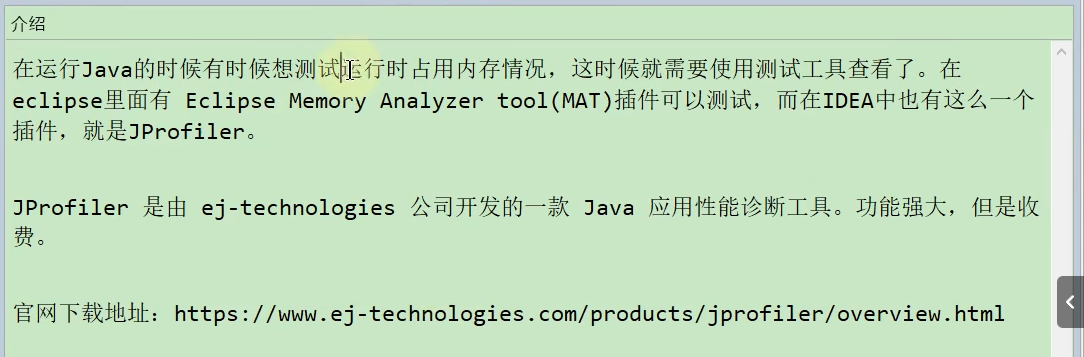 介绍
在运行Java的时候有时候想测试运行时占用内存情况，这时候就需要使用测试工具查看了。在
eclipse里面有 Eclipse Memory Analyzer tool(MAT)插件可以测试，而在IDEA中也有这么一个
插件，就是JProfiler。
JProfiler 是由 ej-technologies 公司开发的一款 Java 应用性能诊断工具。功能强大，但是收
费。
官网下载地址：https://www.ej-technologies.com/products/jprofiler/overview.html